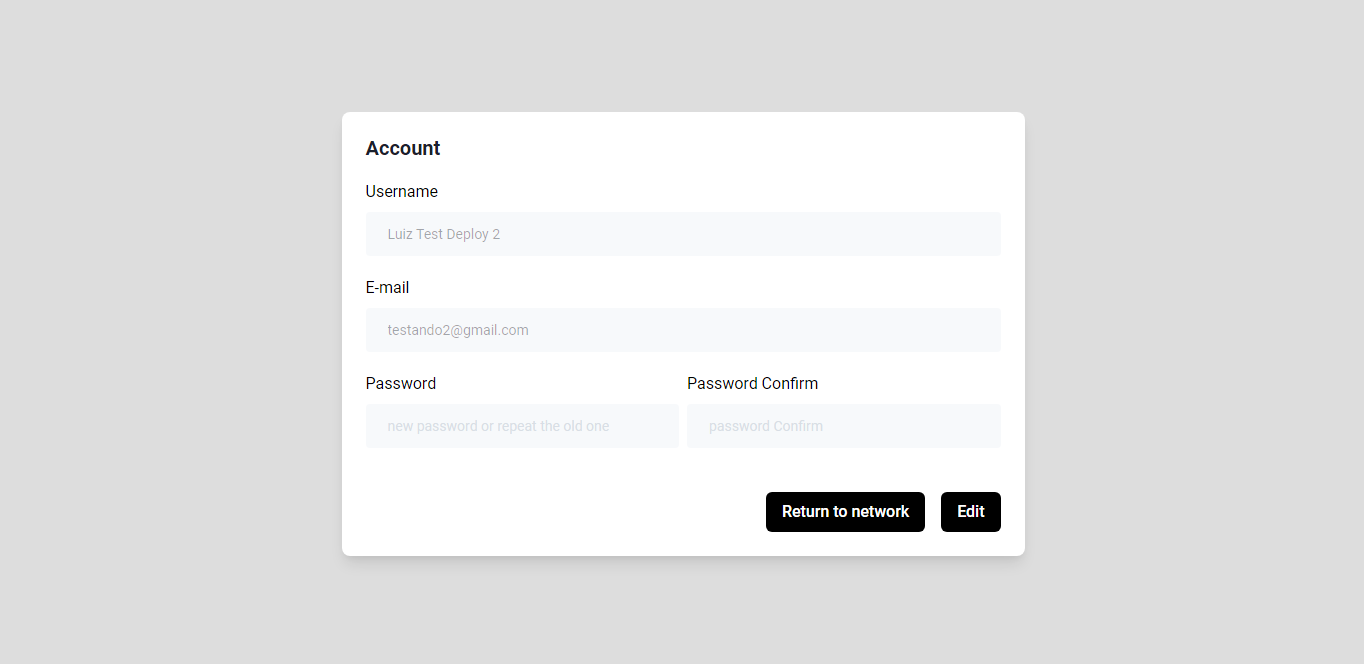 Account
Username
Luiz Test Deploy 2
E-mail
testando2@gmail.com
Password
Password Confirm
new password or repeat the old one
password Confirm
Return to network
Edit